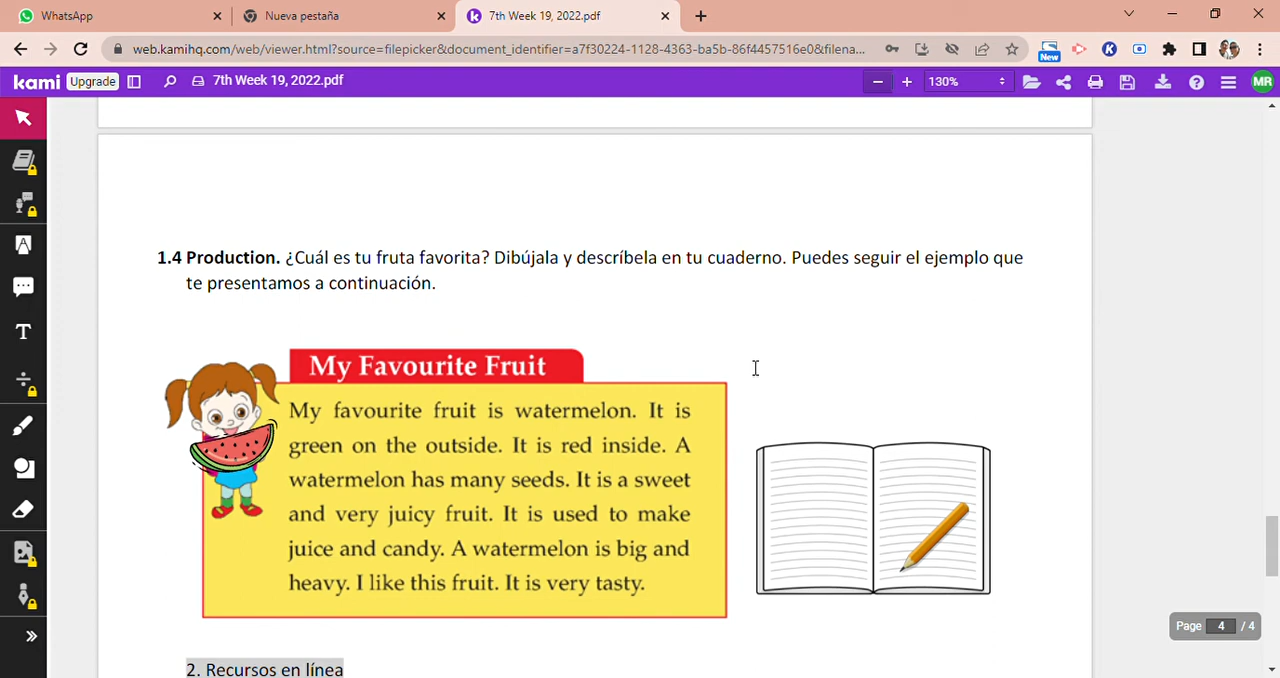 WhatsApp
Nueva pestaña
7th Week 19, 2022.pdf
web.kamihq.com/web/viewer.html?source=filepicker&document_identifier=a7f30224-1128-4363-ba5b-86f4457516e0&filena...
New
kami Upgrade 7th Week 19, 2022.pdf 130% MR
1.4 Production. ¿Cuál es tu fruta favorita? Dibújala y descríbela en tu cuaderno. Puedes seguir el ejemplo que
te presentamos a continuación.
My Favourite Fruit
My favourite fruit is watermelon. It is
green on the outside. It is red inside. A
watermelon has many seeds. It is a sweet
and very juicy fruit. It is used to make
juice and candy. A watermelon is big and
heavy. I like this fruit. It is very tasty.
Page 4 / 4
2. Recursos en línea